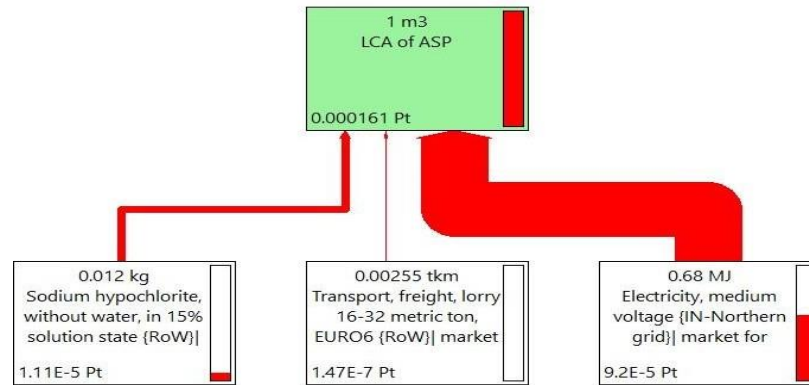 1 m3
LCA of ASP
0.000161 Pt
0.012 kg
Sodium hypochlorite,
without water, in 15%
solution state {RoW}|
1.11E-5 Pt
0.00255 tkm
Transport, freight, lorry
16-32 metric ton,
EURO6 {RoW}| market
1.47E-7 Pt
0.68 MJ
Electricity, medium
voltage {IN-Northern
grid}| market for
9.2E-5 Pt